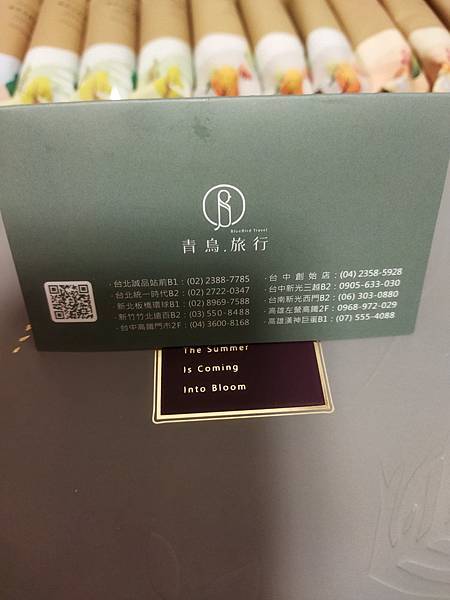 BlueBird Travel
青鳥.旅行
·台北誠品站前B1：(02) 2388-7785
·台北統一時代B2：(02) 2722-0347
·新北板橋環球B1：(02) 8969-7588
·新竹竹北遠百B2：(03) 550-8488
·台中高鐵門市2F：(04) 3600-8168
·台中創始店：(04) 2358-5928
·台中新光三越B2：0905-633-030
·台南新光西門B2：(06) 303-0880
·高雄左營高鐵2F：0968-972-029
·高雄漢神巨蛋B1：(07) 555-4088
The Summer
Is Coming
Into Bloom